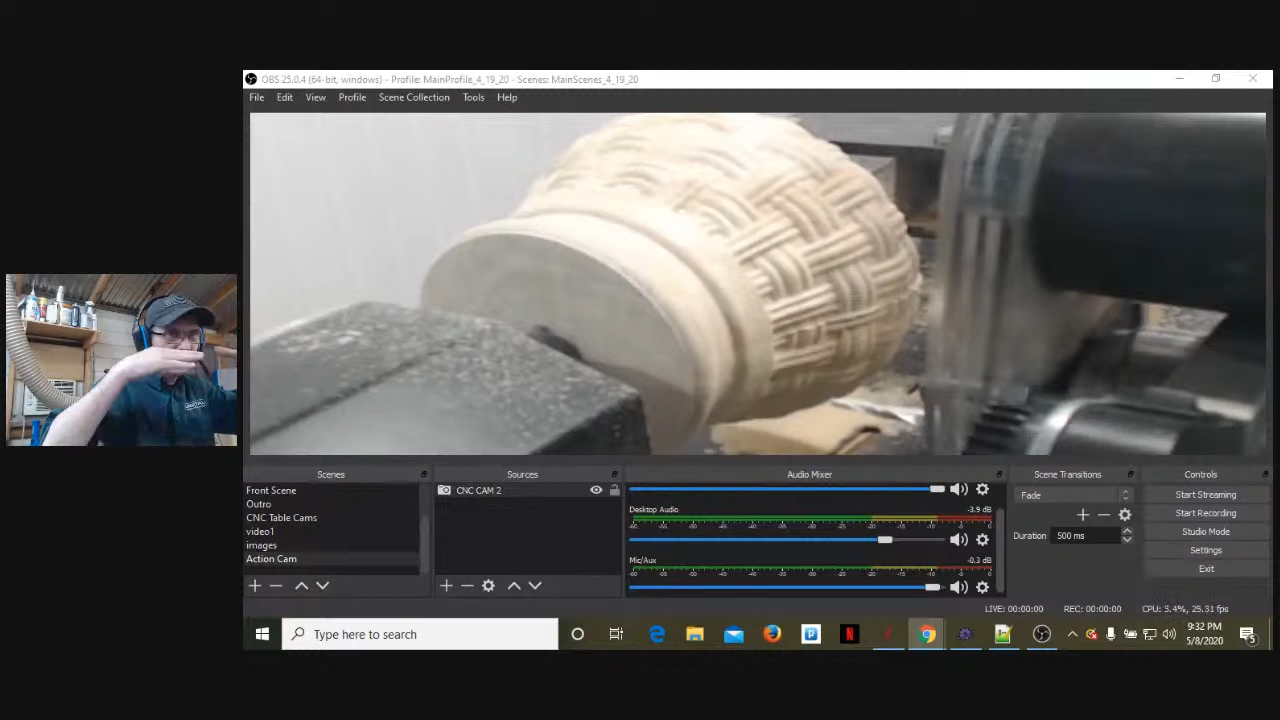 OBS 25.0.4 (64-bit, windows) - Profile: MainProfile_4_19_20 - Scenes: MainScenes_4_19_20
File Edit View Profile Scene Collection Tools Help
Scenes
Front Scene
Outro
CNC Table Cams
video1
images
Action Cam
Sources
CNC CAM 2
Audio Mixer
Desktop Audio -3.9 dB
Mic/Aux -0.3 dB
Scene Transitions
Fade
Duration 500 ms
Controls
Start Streaming
Start Recording
Studio Mode
Settings
Exit
LIVE: 00:00:00 REC: 00:00:00 CPU: 5.4%, 25.31 fps
Type here to search
9:32 PM
5/8/2020